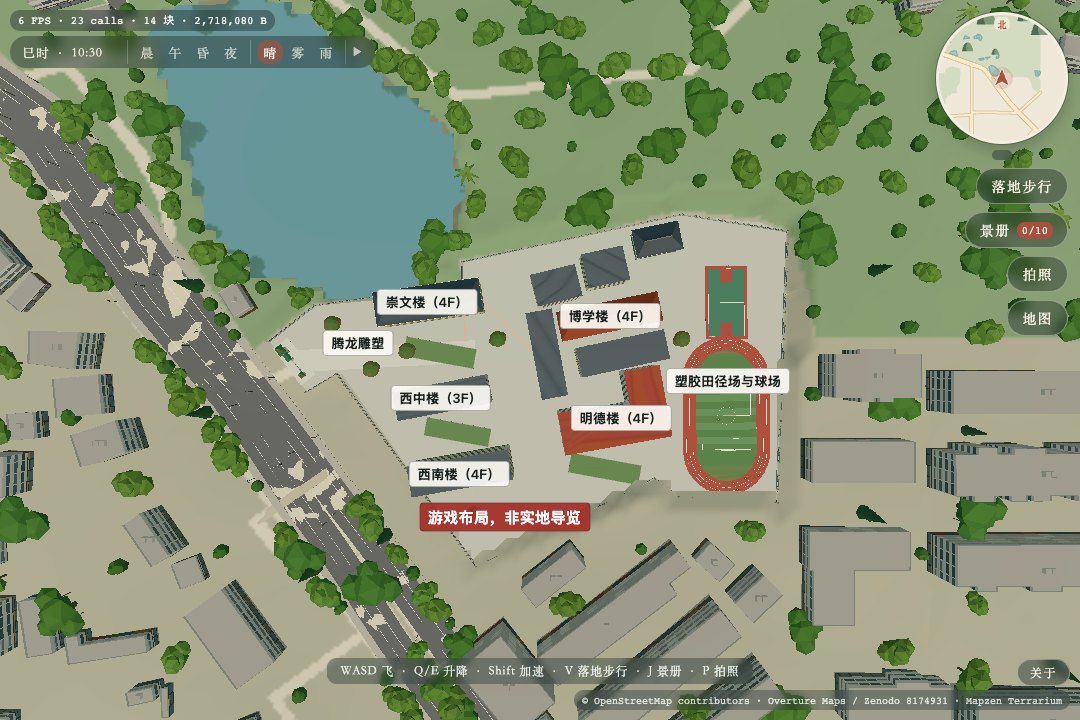 6 FPS · 23 calls · 14 块 · 2,718,080 B
巳时 · 10:30 晨 午 昏 夜 晴 雾 雨
北
落地步行
景册 0/10
拍照
地图
崇文楼（4F）
博学楼（4F）
腾龙雕塑
塑胶田径场与球场
西中楼（3F）
明德楼（4F）
西南楼（4F）
游戏布局，非实地导览
WASD 飞 · Q/E 升降 · Shift 加速 · V 落地步行 · J 景册 · P 拍照
关于
© OpenStreetMap contributors · Overture Maps / Zenodo 8174931 · Mapzen Terrarium